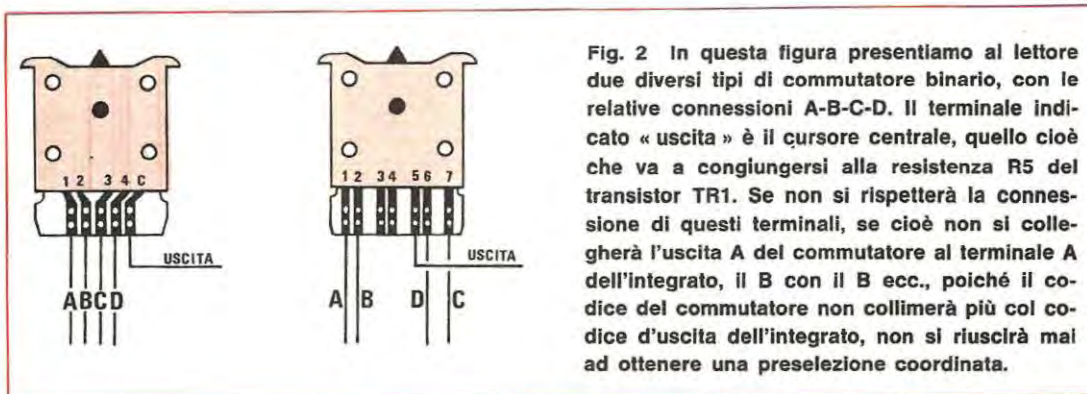 1 2 3 4 C
USCITA
A B C D
1 2 3 4 5 6 7
USCITA
A B D C
Fig. 2 In questa figura presentiamo al lettore
due diversi tipi di commutatore binario, con le
relative connessioni A-B-C-D. Il terminale indi-
cato « uscita » è il cursore centrale, quello cioè
che va a congiungersi alla resistenza R5 del
transistor TR1. Se non si rispetterà la connes-
sione di questi terminali, se cioè non si colle-
gherà l'uscita A del commutatore al terminale A
dell'integrato, il B con il B ecc., poiché il co-
dice del commutatore non collimerà più col co-
dice d'uscita dell'integrato, non si riuscirà mai
ad ottenere una preselezione coordinata.